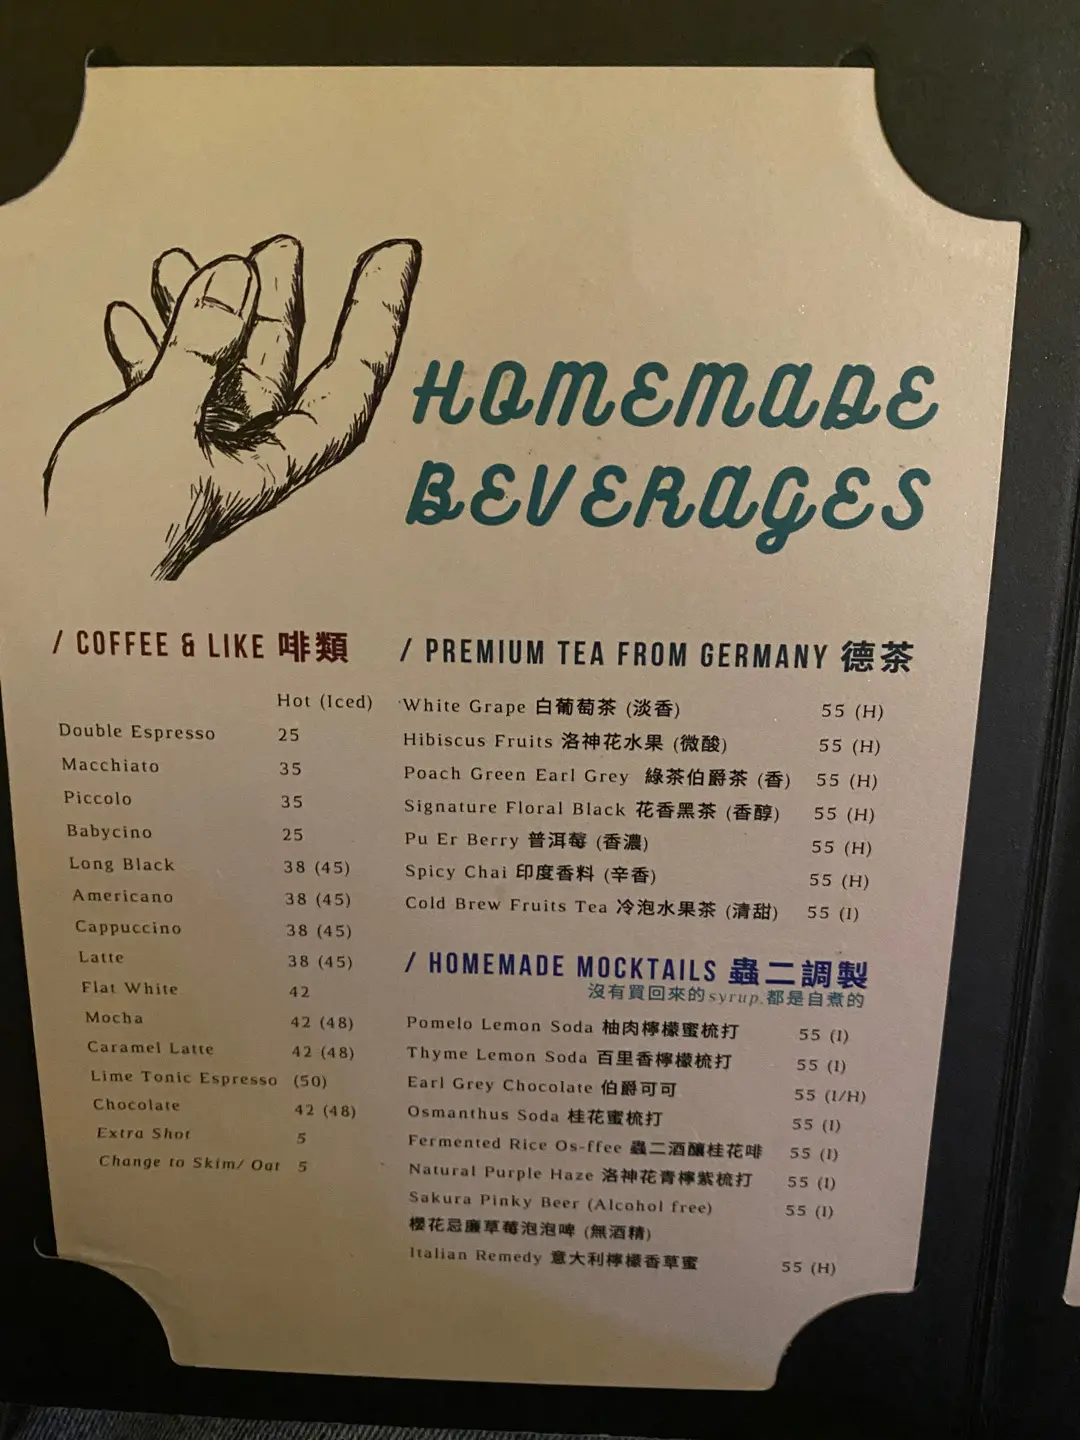 HOMEMADE
BEVERAGES
/ COFFEE & LIKE 啡類
Hot (Iced)
Double Espresso 25
Macchiato 35
Piccolo 35
Babycino 25
Long Black 38 (45)
Americano 38 (45)
Cappuccino 38 (45)
Latte 38 (45)
Flat White 42
Mocha 42 (48)
Caramel Latte 42 (48)
Lime Tonic Espresso (50)
Chocolate 42 (48)
Extra Shot 5
Change to Skim/ Oat 5
/ PREMIUM TEA FROM GERMANY 德茶
White Grape 白葡萄茶 (淡香) 55 (H)
Hibiscus Fruits 洛神花水果 (微酸) 55 (H)
Poach Green Earl Grey 綠茶伯爵茶 (香) 55 (H)
Signature Floral Black 花香黑茶 (香醇) 55 (H)
Pu Er Berry 普洱莓 (香濃) 55 (H)
Spicy Chai 印度香料 (辛香) 55 (H)
Cold Brew Fruits Tea 冷泡水果茶 (清甜) 55 (I)
/ HOMEMADE MOCKTAILS 蟲二調製
沒有買回來的syrup,都是自煮的
Pomelo Lemon Soda 柚肉檸檬蜜梳打 55 (I)
Thyme Lemon Soda 百里香檸檬梳打 55 (I)
Earl Grey Chocolate 伯爵可可 55 (I/H)
Osmanthus Soda 桂花蜜梳打 55 (I)
Fermented Rice Os-ffee 蟲二酒釀桂花啡 55 (I)
Natural Purple Haze 洛神花青檸紫梳打 55 (I)
Sakura Pinky Beer (Alcohol free) 55 (I)
櫻花忌廉草莓泡泡啤 (無酒精)
Italian Remedy 意大利檸檬香草蜜 55 (H)